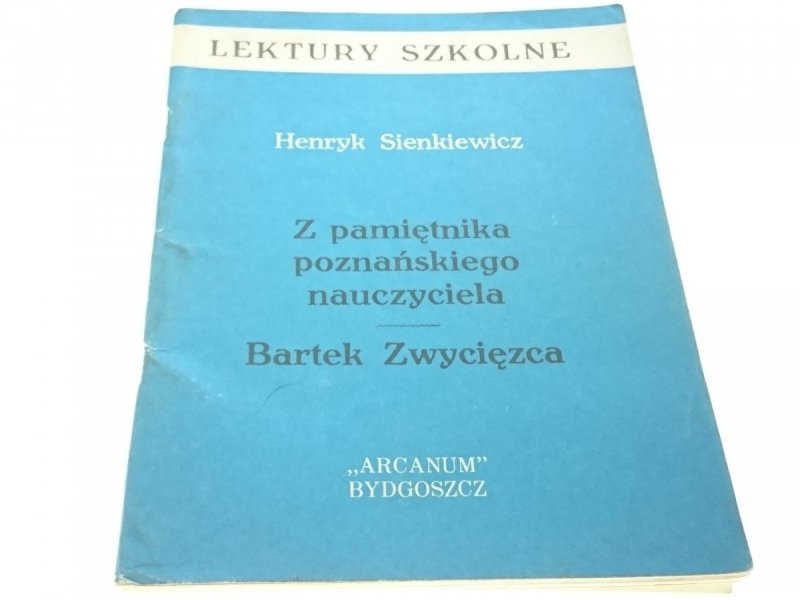 LEKTURY SZKOLNE
Henryk Sienkiewicz
Z pamiętnika
poznańskiego
nauczyciela
Bartek Zwycięzca
„ARCANUM”
BYDGOSZCZ